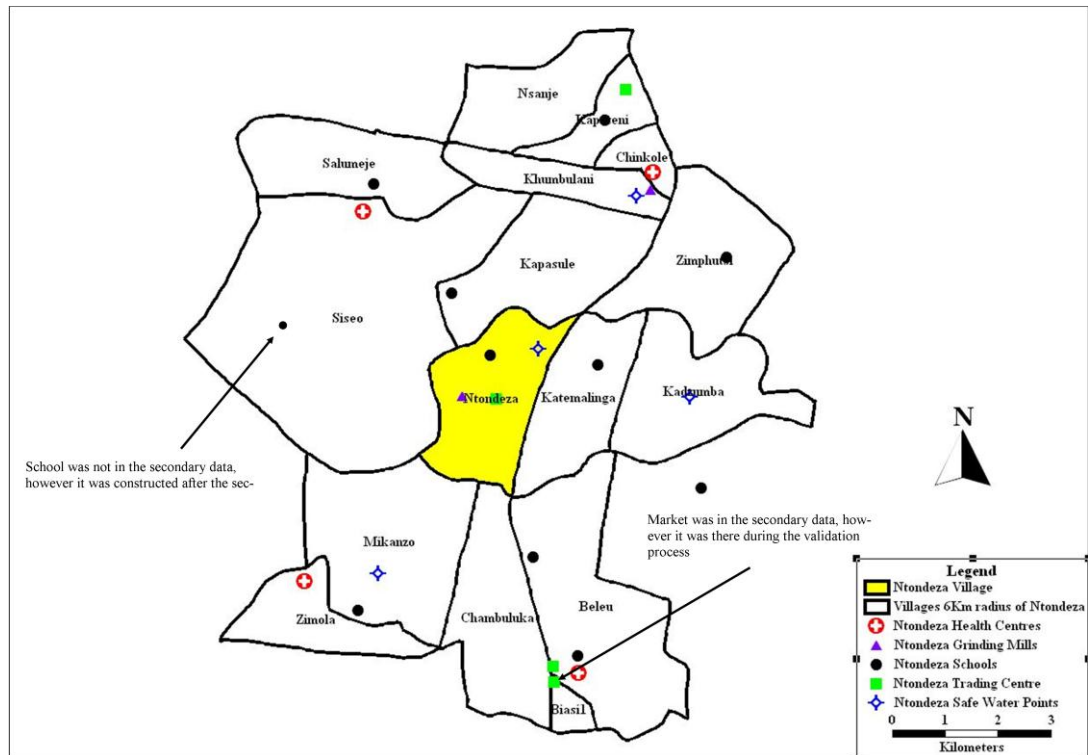 Nsanje
Kapeni
Chinkole
Salumeje
Khumbulani
Kapasule
Zimphutsi
Siseo
Ntondeza
Katemalinga
Kadzumba
N
School was not in the secondary data,
however it was constructed after the sec-
Market was in the secondary data, how-
ever it was there during the validation
process
Mikanzo
Zimola
Chambuluka
Beleu
Legend
Ntondeza Village
Villages 6Km radius of Ntondeza
Ntondeza Health Centres
Ntondeza Grinding Mills
Ntondeza Schools
Ntondeza Trading Centre
Ntondeza Safe Water Points
0 1 2 3
Kilometers